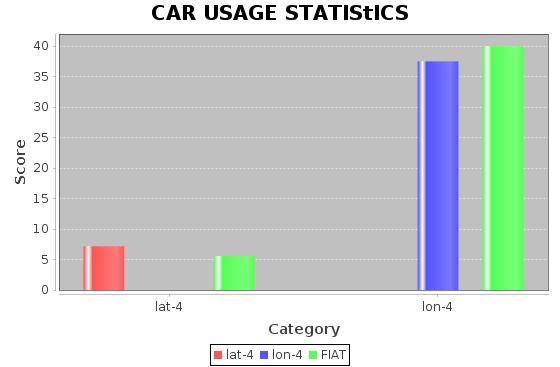 CAR USAGE STATIStICS
40
35
30
25
20
15
10
5
0
Score
lat-4 lon-4
Category
lat-4 lon-4 FIAT